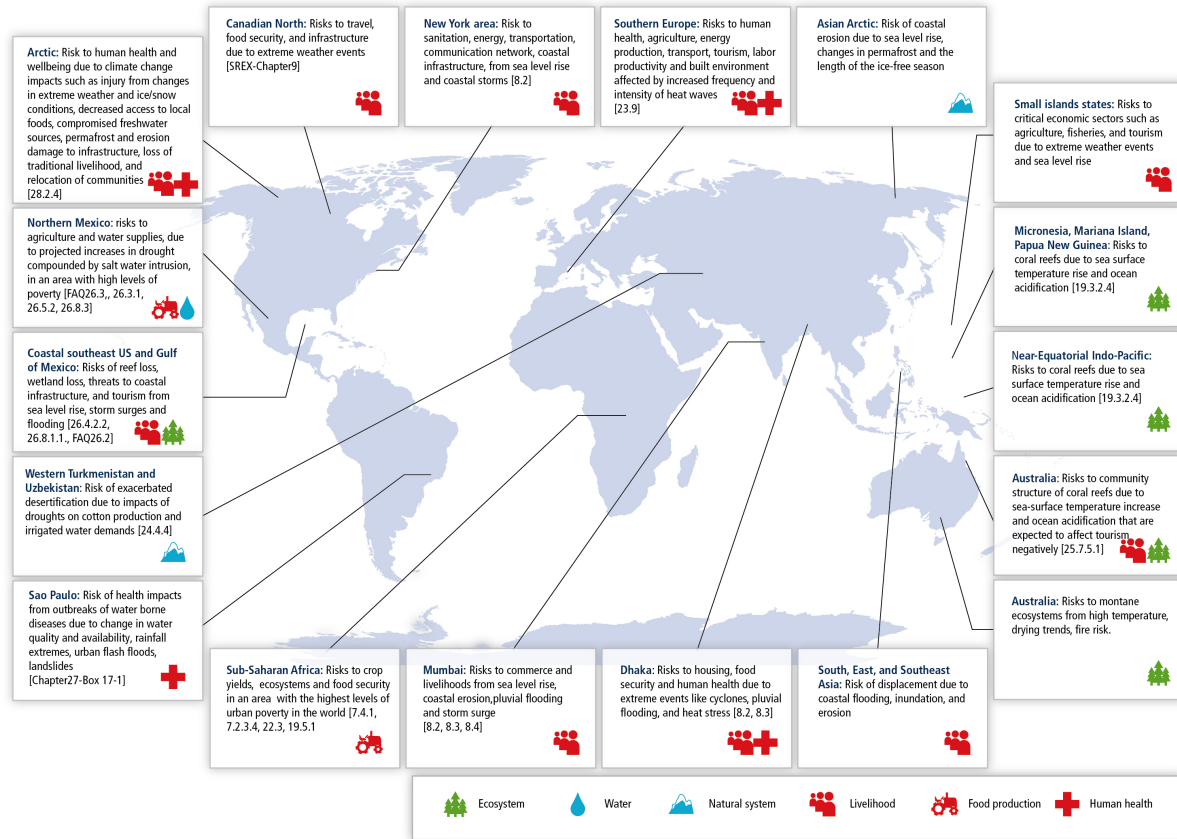 Canadian North: Risks to travel,
food security, and infrastructure
due to extreme weather events
[SREX-Chapter9]
New York area: Risk to
sanitation, energy, transportation,
communication network, coastal
infrastructure, from sea level rise
and coastal storms [8.2]
Southern Europe: Risks to human
health, agriculture, energy
production, transport, tourism, labor
productivity and built environment
affected by increased frequency and
intensity of heat waves
[23.9]
Asian Arctic: Risk of coastal
erosion due to sea level rise,
changes in permafrost and the
length of the ice-free season
Arctic: Risk to human health and
wellbeing due to climate change
impacts such as injury from changes
in extreme weather and ice/snow
conditions, decreased access to local
foods, compromised freshwater
sources, permafrost and erosion
damage to infrastructure, loss of
traditional livelihood, and
relocation of communities
[28.2.4]
Northern Mexico: risks to
agriculture and water supplies, due
to projected increases in drought
compounded by salt water intrusion,
in an area with high levels of
poverty [FAQ26.3,, 26.3.1,
26.5.2, 26.8.3]
Coastal southeast US and Gulf
of Mexico: Risks of reef loss,
wetland loss, threats to coastal
infrastructure, and tourism from
sea level rise, storm surges and
flooding [26.4.2.2,
26.8.1.1., FAQ26.2]
Western Turkmenistan and
Uzbekistan: Risk of exacerbated
desertification due to impacts of
droughts on cotton production and
irrigated water demands [24.4.4]
Sao Paulo: Risk of health impacts
from outbreaks of water borne
diseases due to change in water
quality and availability, rainfall
extremes, urban flash floods,
landslides
[Chapter27-Box 17-1]
Small islands states: Risks to
critical economic sectors such as
agriculture, fisheries, and tourism
due to extreme weather events
and sea level rise
Micronesia, Mariana Island,
Papua New Guinea: Risks to
coral reefs due to sea surface
temperature rise and ocean
acidification [19.3.2.4]
Near-Equatorial Indo-Pacific:
Risks to coral reefs due to sea
surface temperature rise and
ocean acidification [19.3.2.4]
Australia: Risks to community
structure of coral reefs due to
sea-surface temperature increase
and ocean acidification that are
expected to affect tourism
negatively [25.7.5.1]
Australia: Risks to montane
ecosystems from high temperature,
drying trends, fire risk.
Sub-Saharan Africa: Risks to crop
yields, ecosystems and food security
in an area with the highest levels of
urban poverty in the world [7.4.1,
7.2.3.4, 22.3, 19.5.1
Mumbai: Risks to commerce and
livelihoods from sea level rise,
coastal erosion,pluvial flooding
and storm surge
[8.2, 8.3, 8.4]
Dhaka: Risks to housing, food
security and human health due to
extreme events like cyclones, pluvial
flooding, and heat stress [8.2, 8.3]
South, East, and Southeast
Asia: Risk of displacement due to
coastal flooding, inundation, and
erosion
Ecosystem
Water
Natural system
Livelihood
Food production
Human health